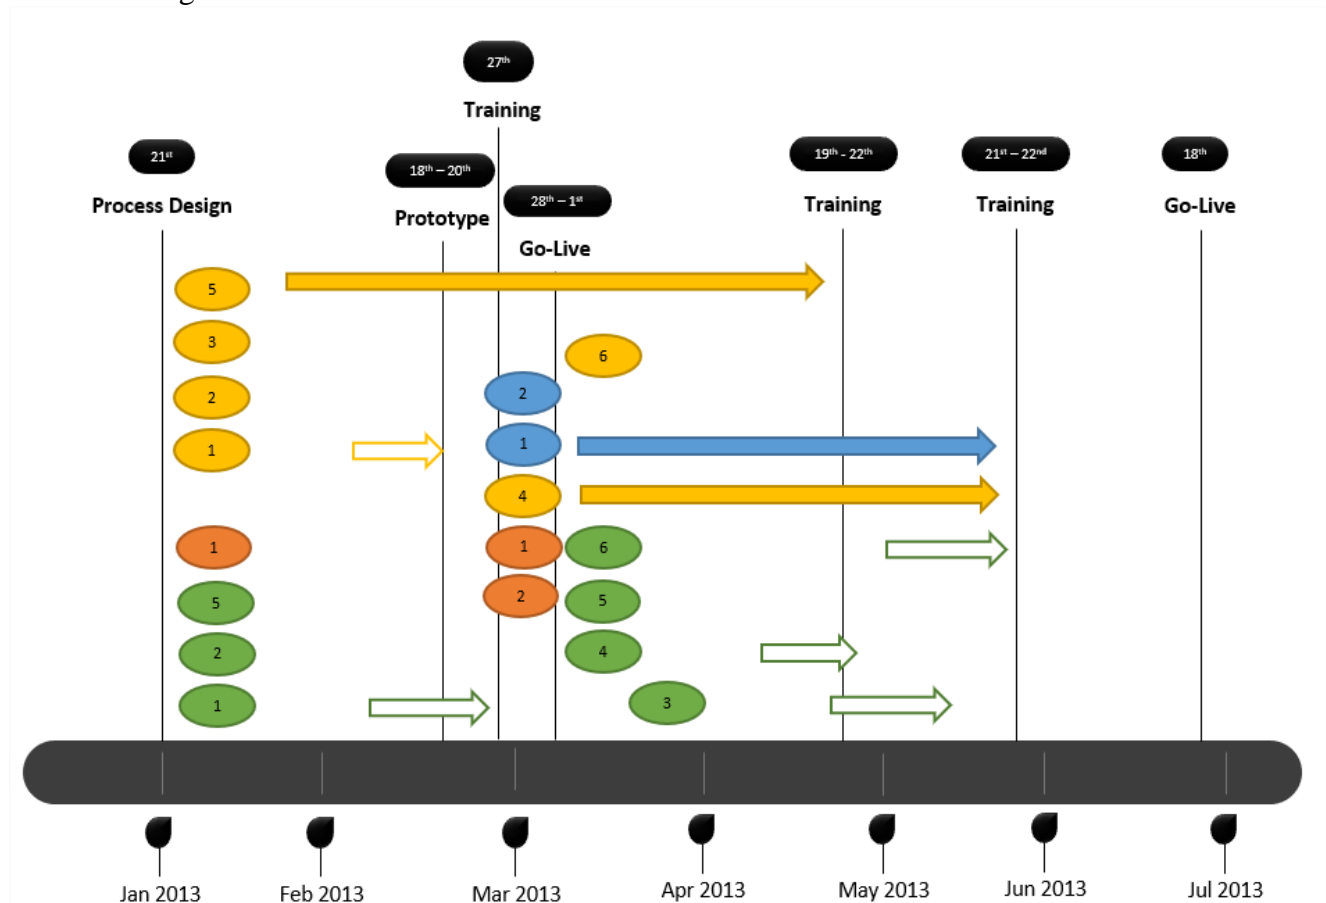 27th
Training
21st
18th – 20th
19th - 22th
21st – 22nd
18th
Process Design
Prototype
28th – 1st
Training
Training
Go-Live
Go-Live
5
3
6
2
2
1
1
4
1
1
6
5
2
5
2
4
1
3
Jan 2013
Feb 2013
Mar 2013
Apr 2013
May 2013
Jun 2013
Jul 2013